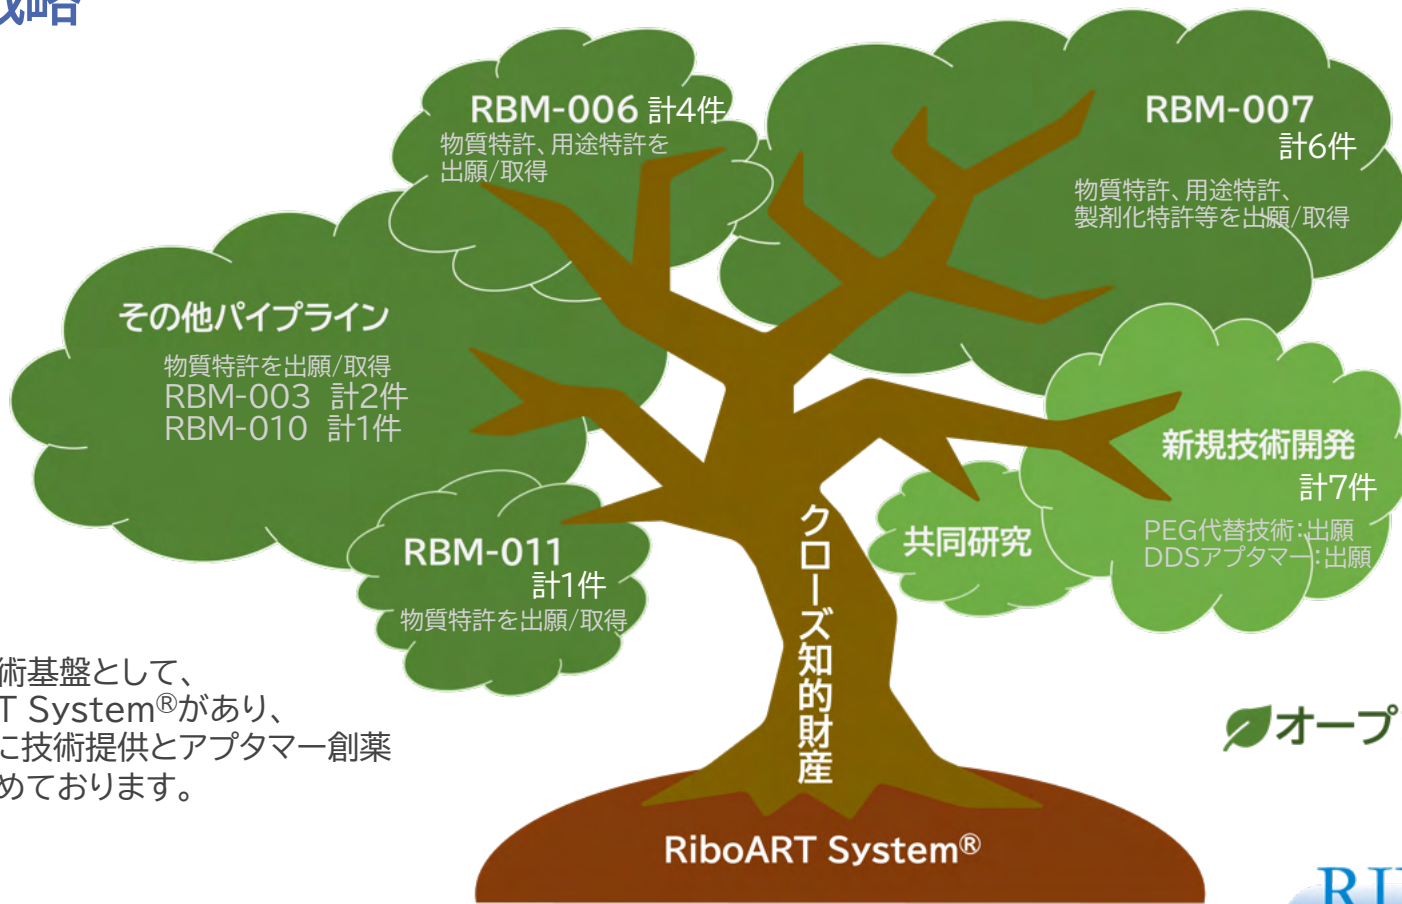 戦略
RBM-006 計4件
物質特許、用途特許を
出願/取得
RBM-007
計6件
物質特許、用途特許、
製剤化特許等を出願/取得
その他パイプライン
物質特許を出願/取得
RBM-003 計2件
RBM-010 計1件
新規技術開発
計7件
PEG代替技術:出願
DDSアプタマー:出願
共同研究
RBM-011
計1件
物質特許を出願/取得
クローズ知的財産
術基盤として、
T System®があり、
に技術提供とアプタマー創薬
めております。
オープ
RiboART System®